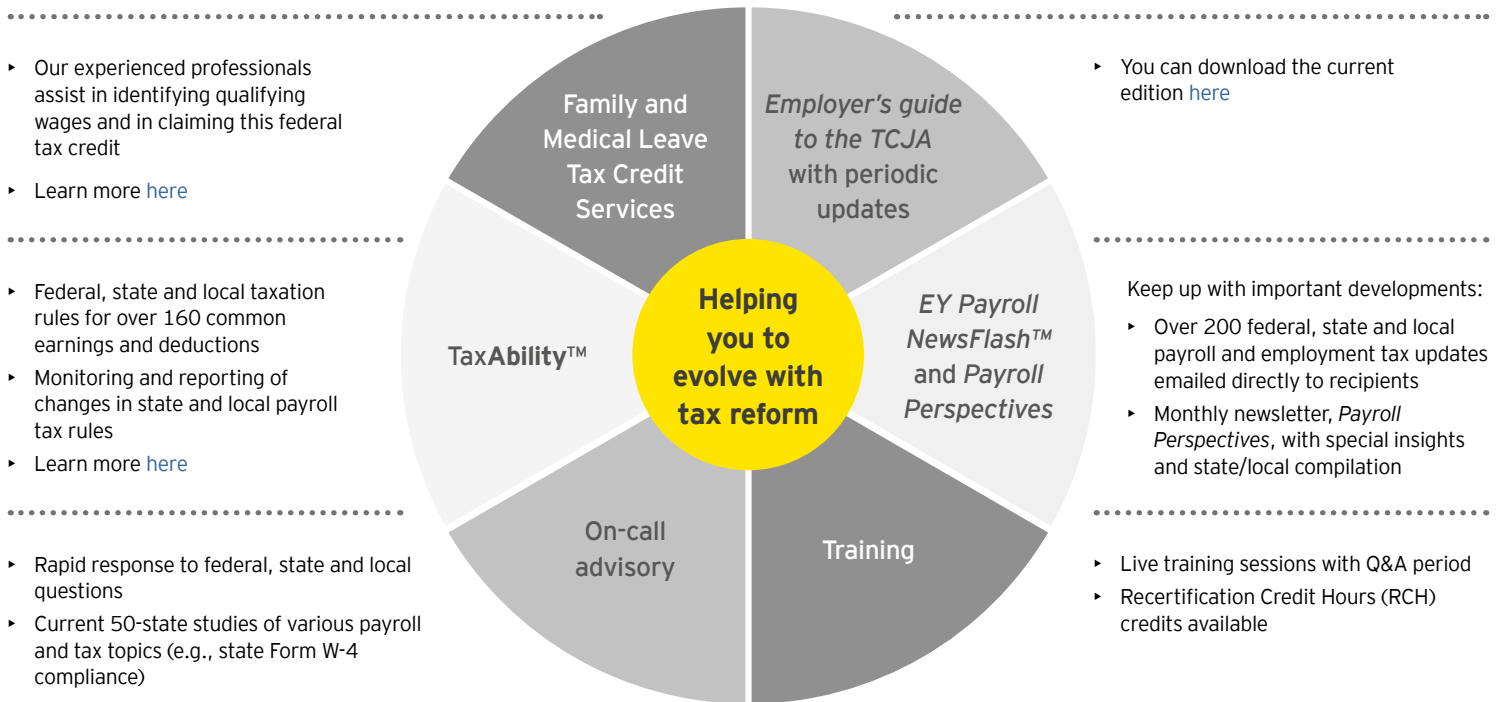 ▸ Our experienced professionals
assist in identifying qualifying
wages and in claiming this federal
tax credit
▸ Learn more here
Family and
Medical Leave
Tax Credit
Services
Employer's guide
to the TCJA
with periodic
updates
▸ You can download the current
edition here
▸ Federal, state and local taxation
rules for over 160 common
earnings and deductions
▸ Monitoring and reporting of
changes in state and local payroll
tax rules
▸ Learn more here
TaxAbility™
Helping
you to
evolve with
tax reform
EY Payroll
NewsFlash™
and Payroll
Perspectives
Keep up with important developments:
▸ Over 200 federal, state and local
payroll and employment tax updates
emailed directly to recipients
▸ Monthly newsletter, Payroll
Perspectives, with special insights
and state/local compilation
▸ Rapid response to federal, state and local
questions
▸ Current 50-state studies of various payroll
and tax topics (e.g., state Form W-4
compliance)
On-call
advisory
Training
▸ Live training sessions with Q&A period
▸ Recertification Credit Hours (RCH)
credits available